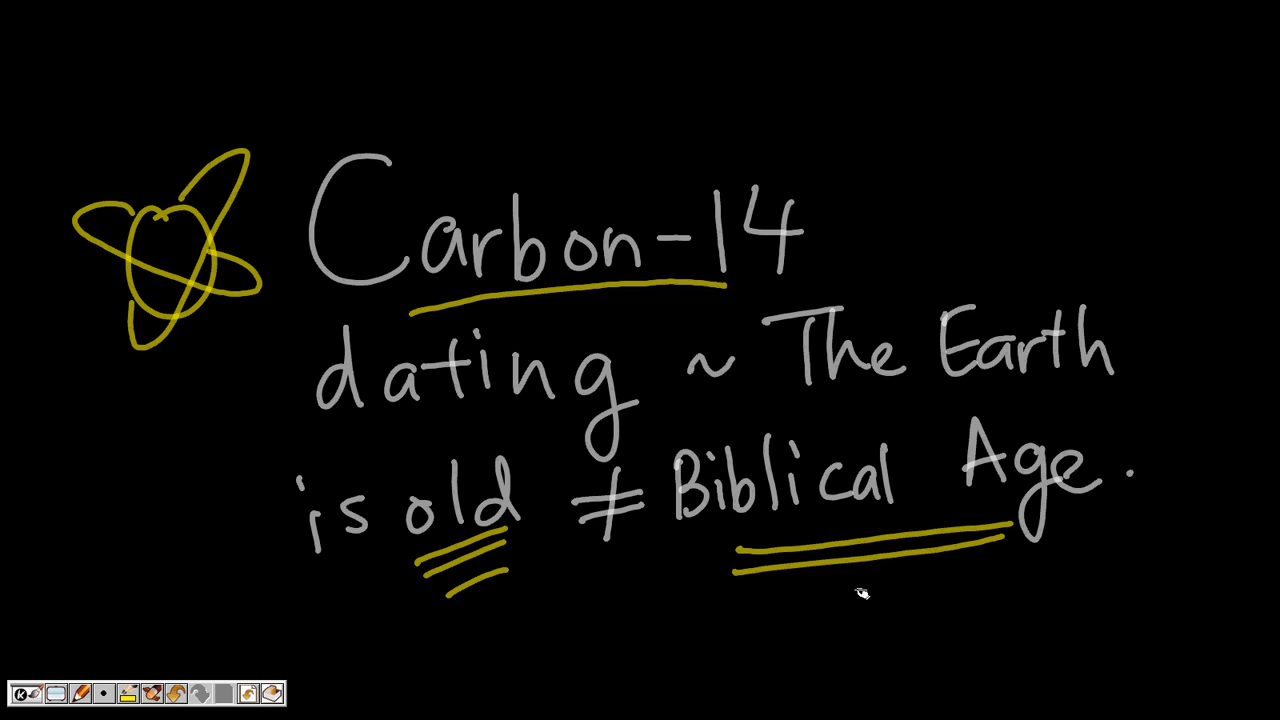 Carbon-14
dating ~ The Earth
is old ≠ Biblical Age.